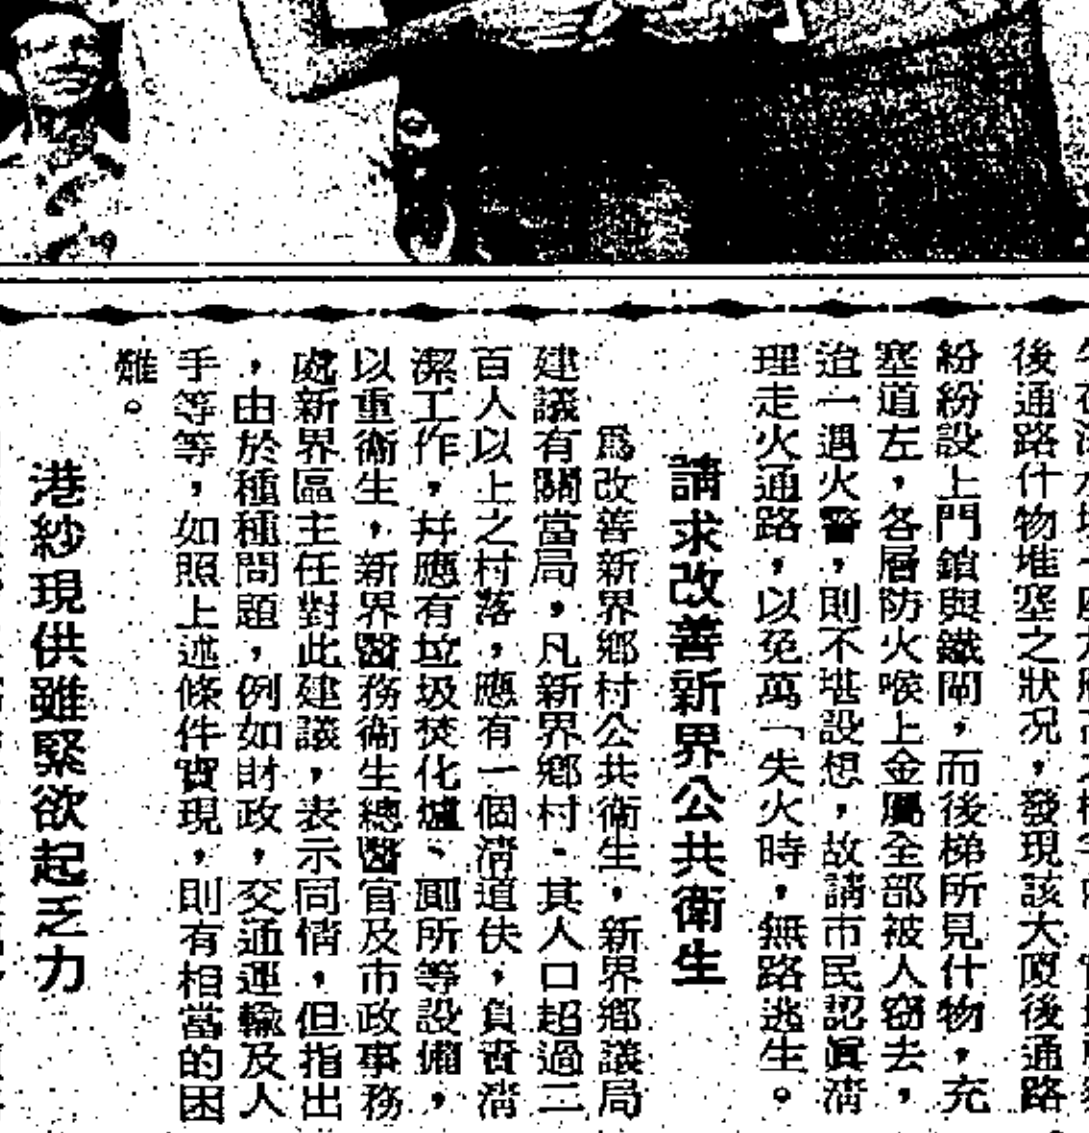 後通路什物堆塞之狀况，發現該大厦後通路
紛紛設上門鎖與鐵閘，而後梯所見什物，充
塞道左，各層防火喉上金屬全部被人竊去，
迨一遇火警，則不堪設想，故請市民認眞清
理走火通路，以免萬一失火時，無路逃生。
請求改善新界公共衛生
爲改善新界鄉村公共衛生，新界鄉議局
建議有關當局，凡新界鄉村，其人口超過二
百人以上之村落，應有一個清道伕，負責清
潔工作，幷應有垃圾焚化爐、厠所等設備，
以重衛生，新界醫務衛生總醫官及市政事務
處新界區主任對此建議，表示同情，但指出
，由於種種問題，例如財政，交通運輸及人
手等等，如照上述條件實現，則有相當的困
難。
港紗現供雖緊欲起乏力